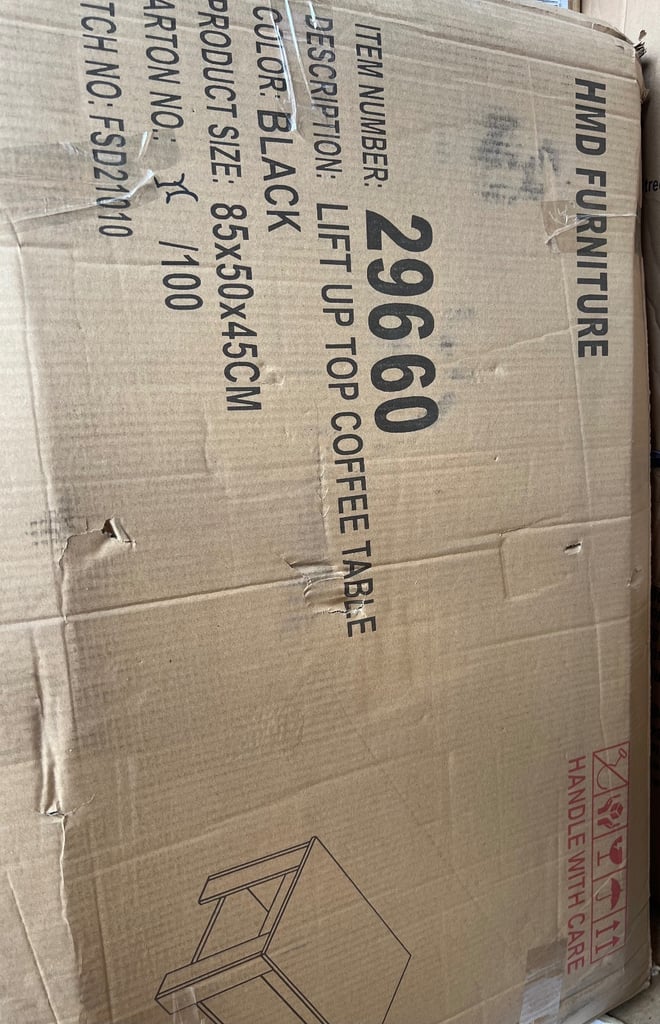 HMD FURNITURE
ITEM NUMBER: 29660
DESCRIPTION: LIFT UP TOP COFFEE TABLE
COLOR: BLACK
PRODUCT SIZE: 85x50x45CM
ARTON NO.: /100
TCH NO: FSD21010
HANDLE WITH CARE